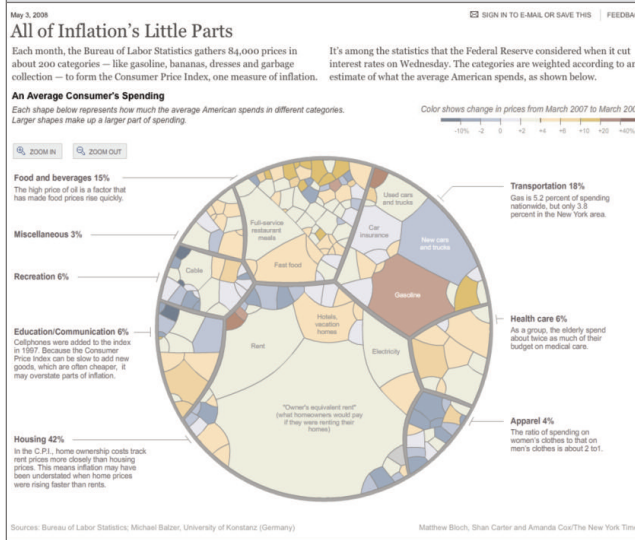 May 3, 2008
SIGN IN TO E-MAIL OR SAVE THIS
All of Inflation's Little Parts
Each month, the Bureau of Labor Statistics gathers 84,000 prices in
about 200 categories — like gasoline, bananas, dresses and garbage
collection — to form the Consumer Price Index, one measure of inflation.
It's among the statistics that the Federal Reserve considered when it cut
interest rates on Wednesday. The categories are weighted according to an
estimate of what the average American spends, as shown below.
An Average Consumer's Spending
Each shape below represents how much the average American spends in different categories.
Larger shapes make up a larger part of spending.
Color shows change in prices from March 2007 to March
-10% -2 0 +2 +4 +6 +10 +20 +40%
ZOOM IN
ZOOM OUT
Food and beverages 15%
The high price of oil is a factor that
has made food prices rise quickly.
Miscellaneous 3%
Recreation 6%
Education/Communication 6%
Cellphones were added to the index
in 1997. Because the Consumer
Price Index can be slow to add new
goods, which are often cheaper, it
may overstate parts of inflation.
Housing 42%
In the C.P.I., home ownership costs track
rent prices more closely than housing
prices. This means inflation may have
been understated when home prices
were rising faster than rents.
Full-service
restaurant
meals
Fast food
Used cars
and trucks
Car
insurance
New cars
and trucks
Gasoline
Cable
Rent
Hotels,
vacation
homes
Electricity
"Owner's equivalent rent"
(what homeowners would pay
if they were renting their
homes)
Transportation 18%
Gas is 5.2 percent of spending
nationwide, but only 3.8
percent in the New York area.
Health care 6%
As a group, the elderly spend
about twice as much of their
budget on medical care.
Apparel 4%
The ratio of spending on
women's clothes to that on
men's clothes is about 2 to1.
Sources: Bureau of Labor Statistics; Michael Balzer, University of Konstanz (Germany)
Matthew Bloch, Shan Carter and Amanda Cox/The New York